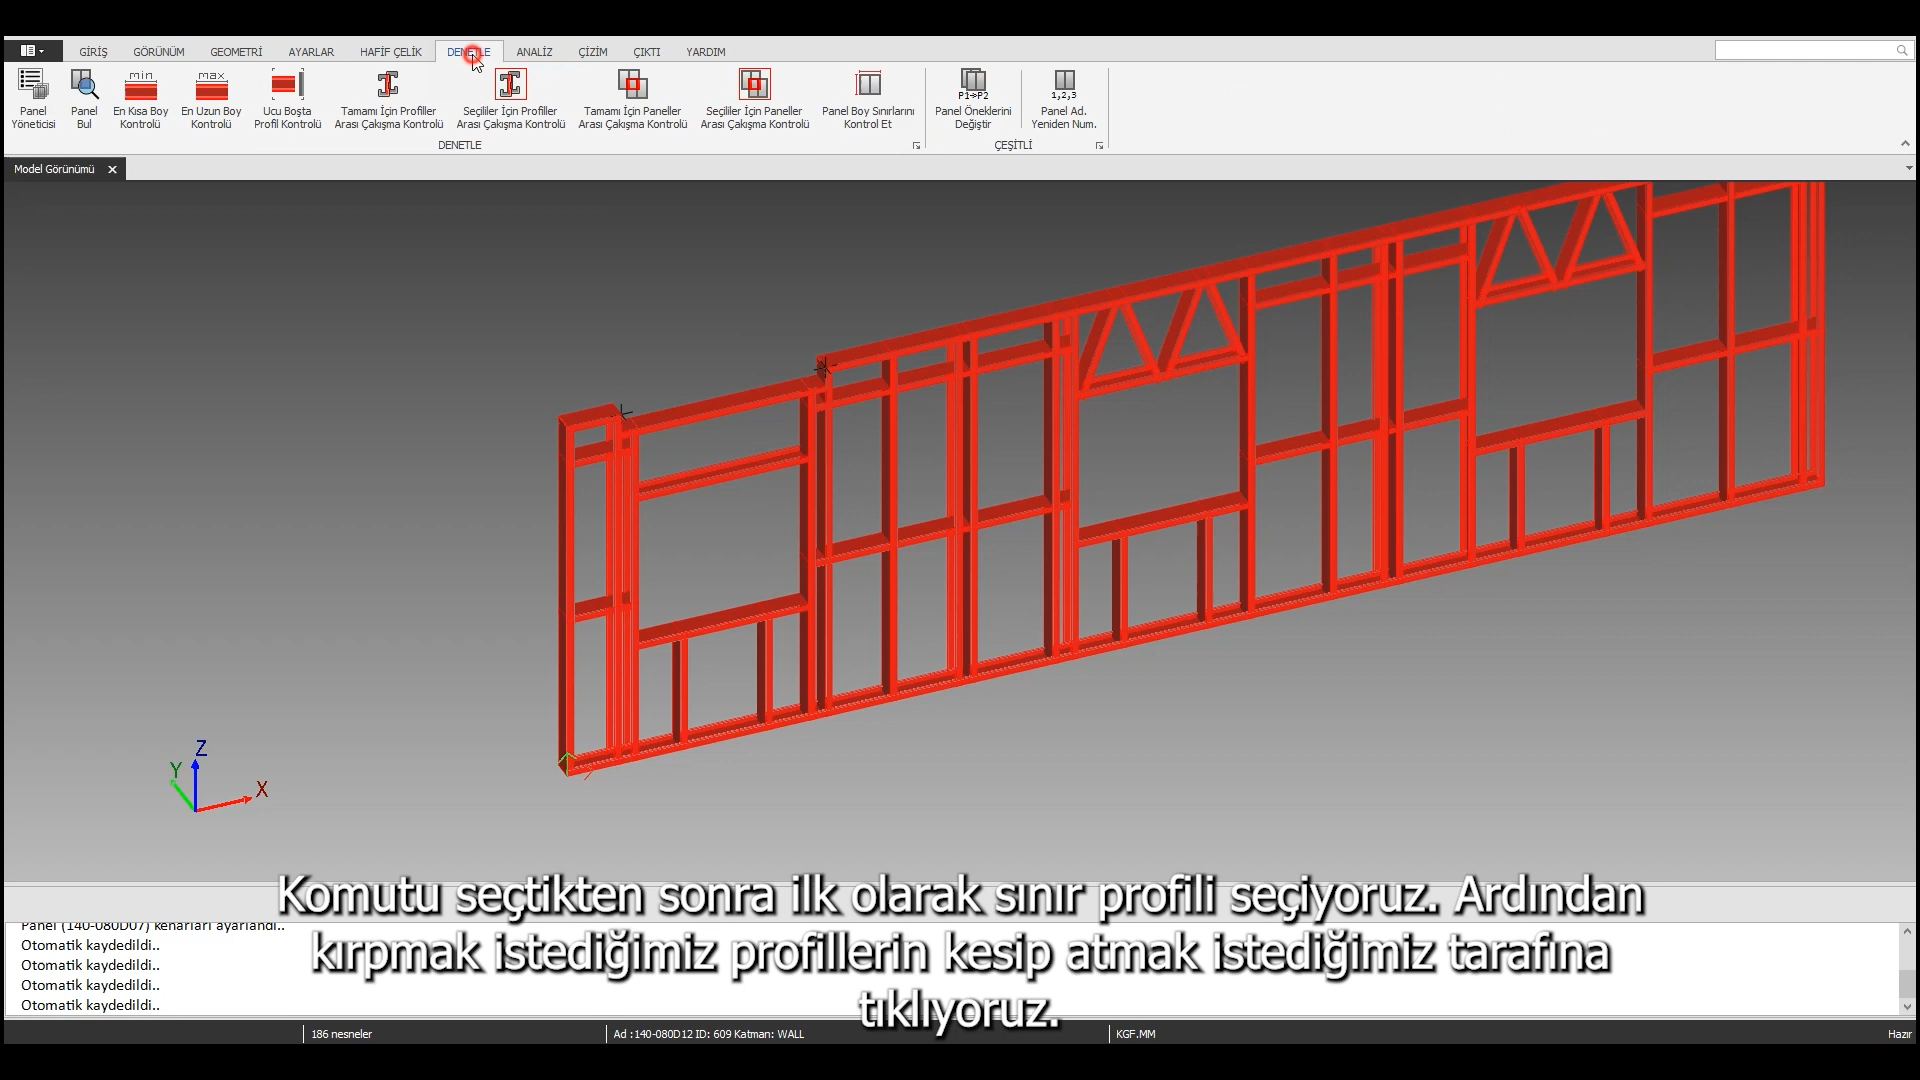 GİRİŞ GÖRÜNÜM GEOMETRİ AYARLAR HAFİF ÇELİK DENETLE ANALİZ ÇİZİM ÇIKTI YARDIM
min max P1->P2 1,2,3
Panel Yöneticisi
Panel Bul
En Kısa Boy Kontrolü
En Uzun Boy Kontrolü
Ucu Boşta Profil Kontrolü
Tamamı İçin Profiller Arası Çakışma Kontrolü
Seçililer İçin Profiller Arası Çakışma Kontrolü
Tamamı İçin Paneller Arası Çakışma Kontrolü
Seçililer İçin Paneller Arası Çakışma Kontrolü
Panel Boy Sınırlarını Kontrol Et
Panel Öneklerini Değiştir
Panel Ad. Yeniden Num.
DENETLE ÇEŞİTLİ
Model Görünümü
Z
Y
X
Komutu seçtikten sonra ilk olarak sınır profili seçiyoruz. Ardından
kırpmak istediğimiz profillerin kesip atmak istediğimiz tarafına
tıklıyoruz.
Panel (140-080D07) kenarları ayarlandı..
Otomatik kaydedildi..
Otomatik kaydedildi..
Otomatik kaydedildi..
Otomatik kaydedildi..
186 nesneler Ad :140-080D12 ID: 609 Katman: WALL KGF.MM Hazır